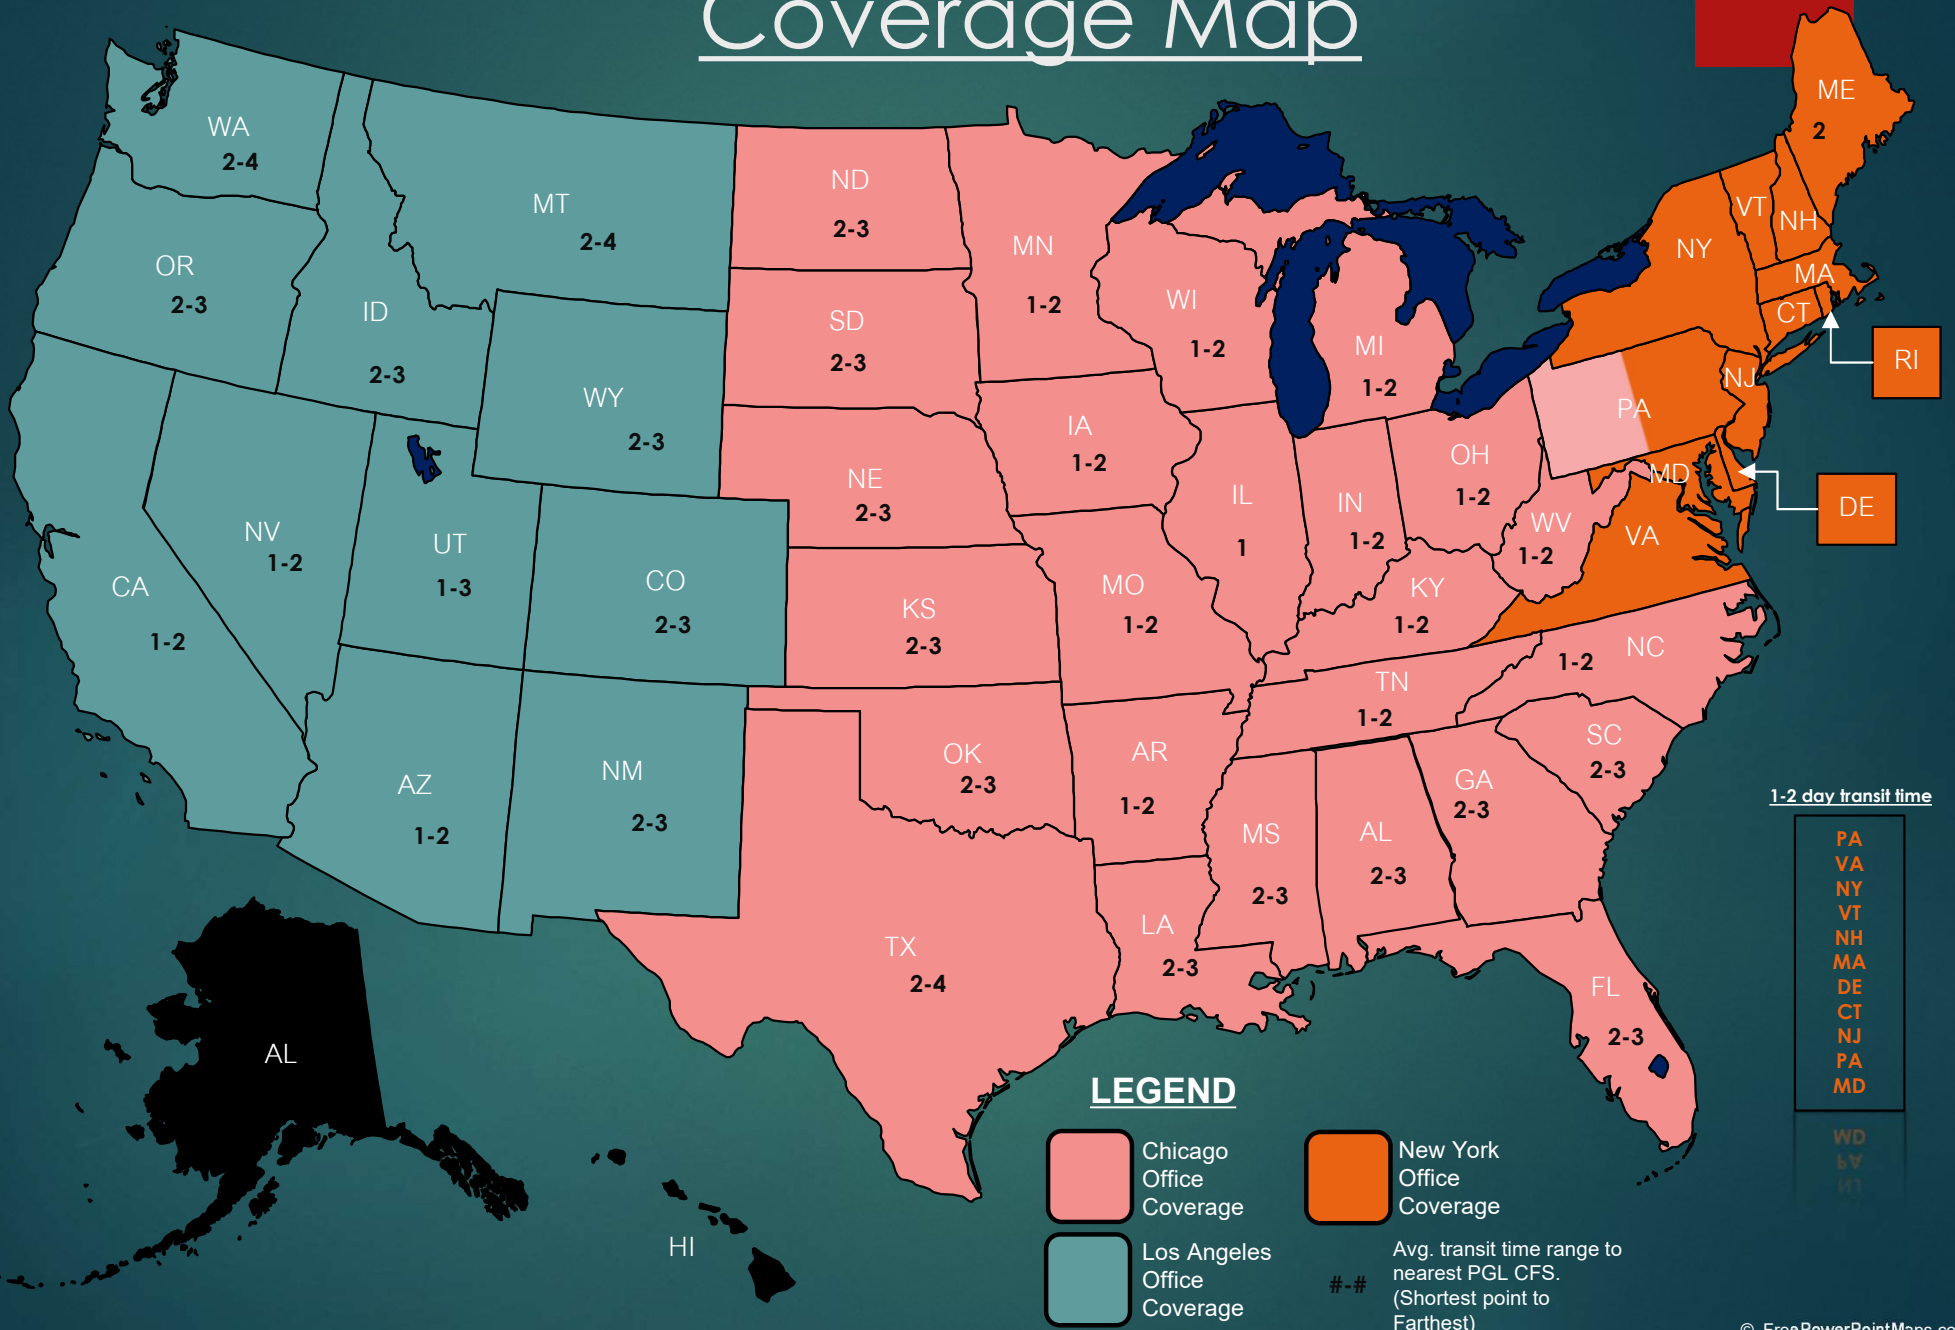 Coverage Map
ME
2
WA
2-4
MT
2-4
ND
2-3
VT
NH
NY
OR
2-3
ID
2-3
MN
1-2
MA
CT
SD
2-3
WI
1-2
MI
1-2
RI
WY
2-3
NJ
PA
IA
1-2
NE
2-3
OH
1-2
MD
IL
1
IN
1-2
DE
WV
1-2
VA
NV
1-2
UT
1-3
CO
2-3
CA
1-2
KS
2-3
MO
1-2
KY
1-2
NC
1-2
TN
1-2
AZ
1-2
NM
2-3
OK
2-3
AR
1-2
SC
2-3
GA
2-3
MS
2-3
AL
2-3
LA
2-3
TX
2-4
FL
2-3
AL
HI
1-2 day transit time
PA
VA
NY
VT
NH
MA
DE
CT
NJ
PA
MD
LEGEND
Chicago
Office
Coverage
New York
Office
Coverage
Los Angeles
Office
Coverage
#-#
Avg. transit time range to
nearest PGL CFS.
(Shortest point to
Farthest)